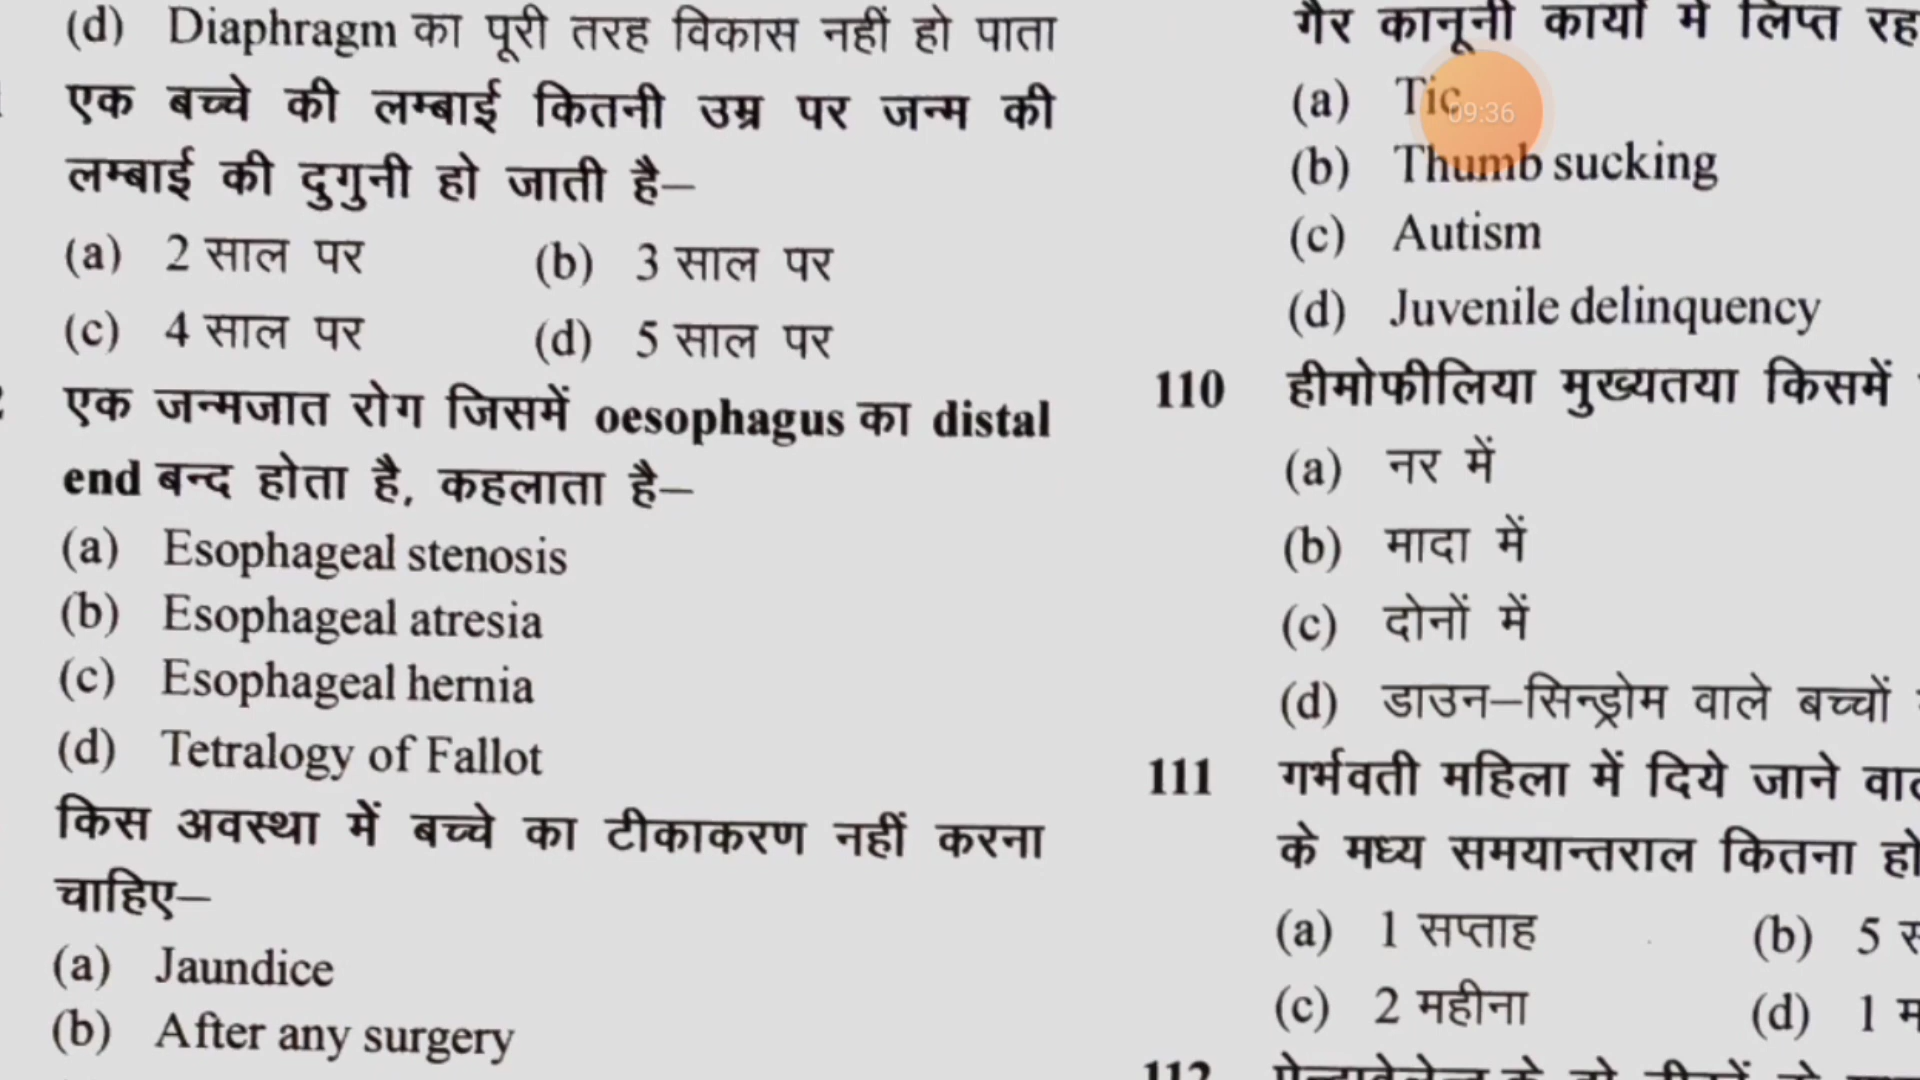 (d) Diaphragm का पूरी तरह विकास नहीं हो पाता
एक बच्चे की लम्बाई कितनी उम्र पर जन्म की
लम्बाई की दुगुनी हो जाती है–
(a) 2 साल पर (b) 3 साल पर
(c) 4 साल पर (d) 5 साल पर
एक जन्मजात रोग जिसमें oesophagus का distal
end बन्द होता है, कहलाता है–
(a) Esophageal stenosis
(b) Esophageal atresia
(c) Esophageal hernia
(d) Tetralogy of Fallot
किस अवस्था में बच्चे का टीकाकरण नहीं करना
चाहिए–
(a) Jaundice
(b) After any surgery
गैर कानूनी कार्यों में लिप्त रह
(a) Tic
09:36
(b) Thumb sucking
(c) Autism
(d) Juvenile delinquency
110 हीमोफीलिया मुख्यतया किसमें
(a) नर में
(b) मादा में
(c) दोनों में
(d) डाउन–सिन्ड्रोम वाले बच्चों
111 गर्भवती महिला में दिये जाने
के मध्य समयान्तराल कितना हो
(a) 1 सप्ताह (b) 5
(c) 2 महीना (d) 1
112